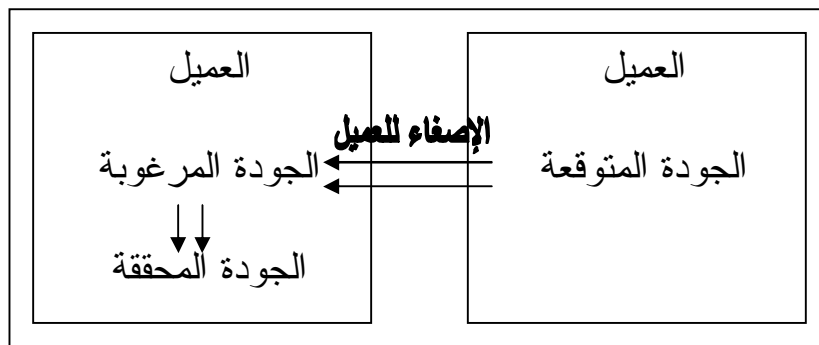 العميل
الجودة المتوقعة
الإصغاء للعميل
العميل
الجودة المرغوبة
الجودة المحققة